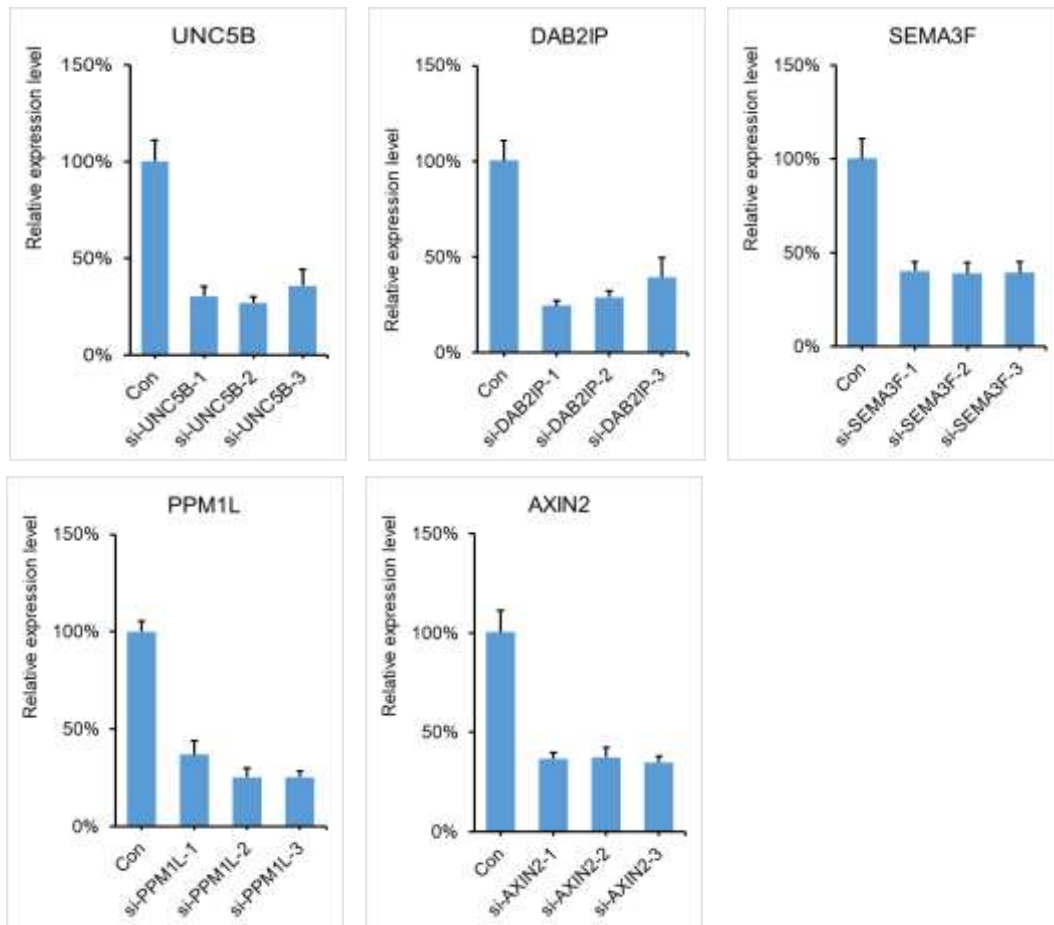 UNC5B
Relative expression level
150%
100%
50%
0%
Con
si-UNC5B-1
si-UNC5B-2
si-UNC5B-3
DAB2IP
Relative expression level
150%
100%
50%
0%
Con
si-DAB2IP-1
si-DAB2IP-2
si-DAB2IP-3
SEMA3F
Relative expression level
150%
100%
50%
0%
Con
si-SEMA3F-1
si-SEMA3F-2
si-SEMA3F-3
PPM1L
Relative expression level
150%
100%
50%
0%
Con
si-PPM1L-1
si-PPM1L-2
si-PPM1L-3
AXIN2
Relative expression level
150%
100%
50%
0%
Con
si-AXIN2-1
si-AXIN2-2
si-AXIN2-3